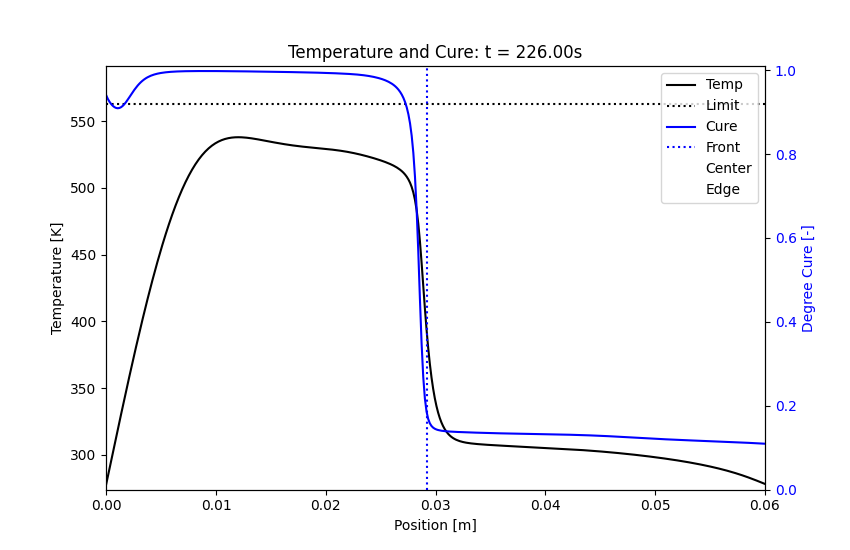 Temperature and Cure: t = 226.00s
Temp
Limit
Cure
Front
Center
Edge
550
500
450
400
350
300
Temperature [K]
1.0
0.8
0.6
0.4
0.2
0.0
Degree Cure [-]
0.00 0.01 0.02 0.03 0.04 0.05 0.06
Position [m]